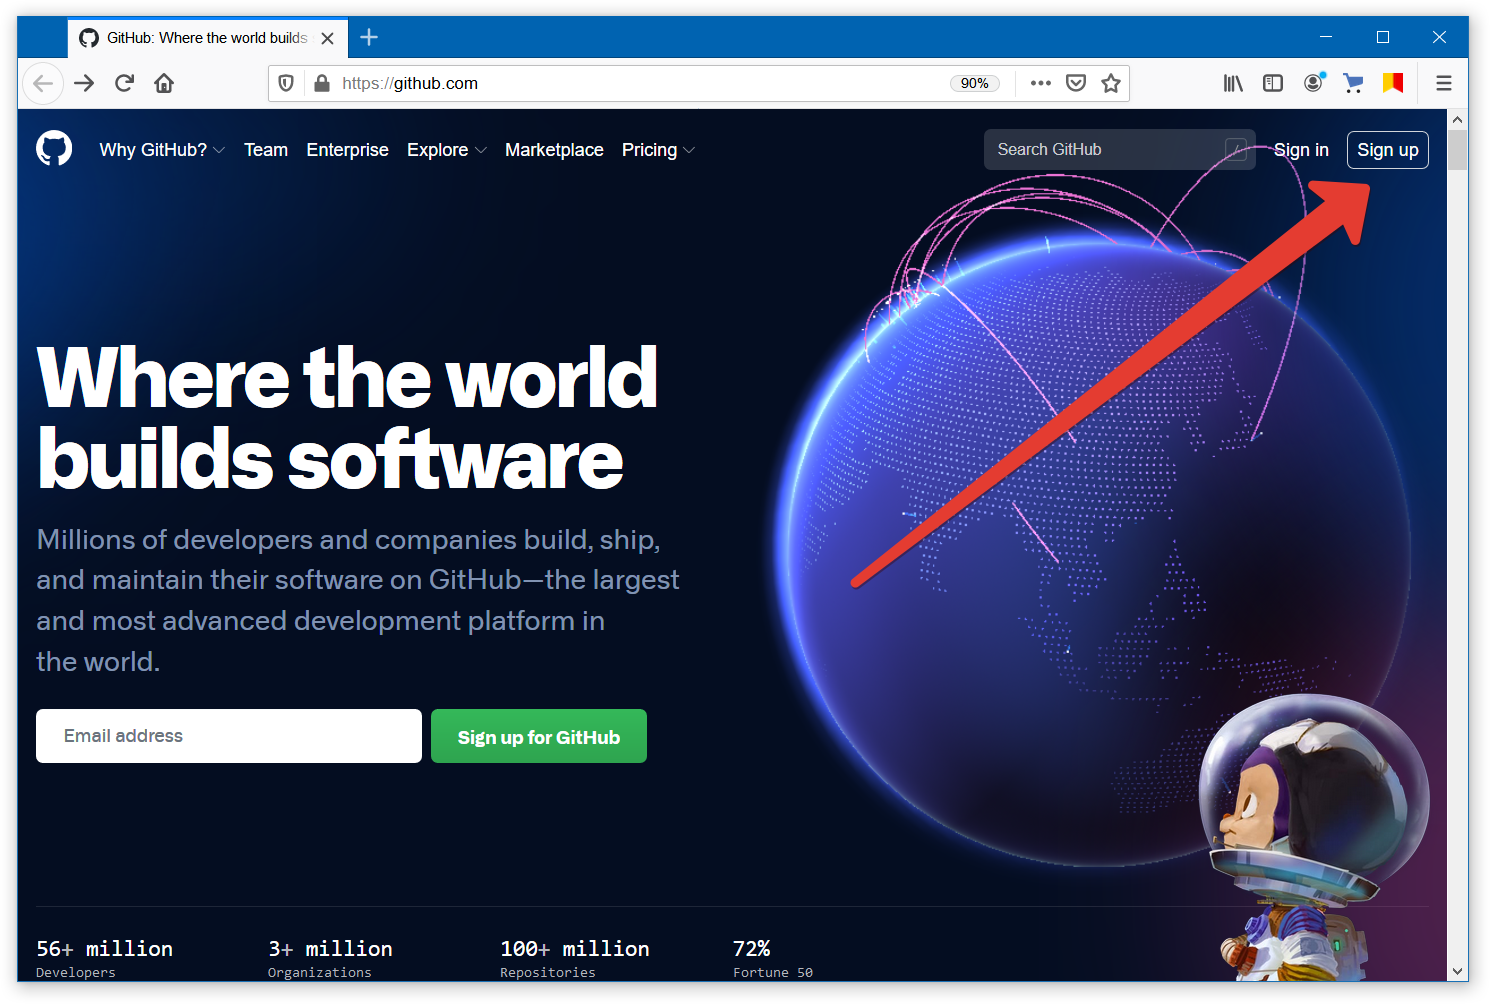 GitHub: Where the world builds
https://github.com
90%
Why GitHub?
Team
Enterprise
Explore
Marketplace
Pricing
Search GitHub
/
Sign in
Sign up
Where the world
builds software
Millions of developers and companies build, ship,
and maintain their software on GitHub—the largest
and most advanced development platform in
the world.
Email address
Sign up for GitHub
56+ million
3+ million
100+ million
72%
Developers
Organizations
Repositories
Fortune 50